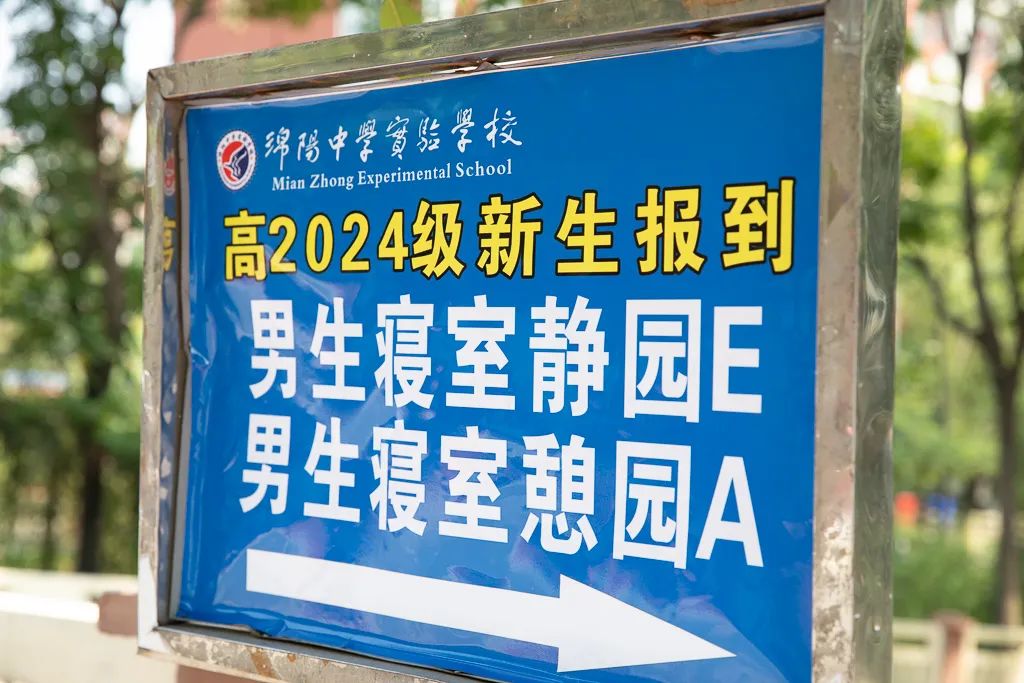 綿陽中學實驗學校
Mian Zhong Experimental School
高2024级新生报到
男生寝室静园E
男生寝室憩园A